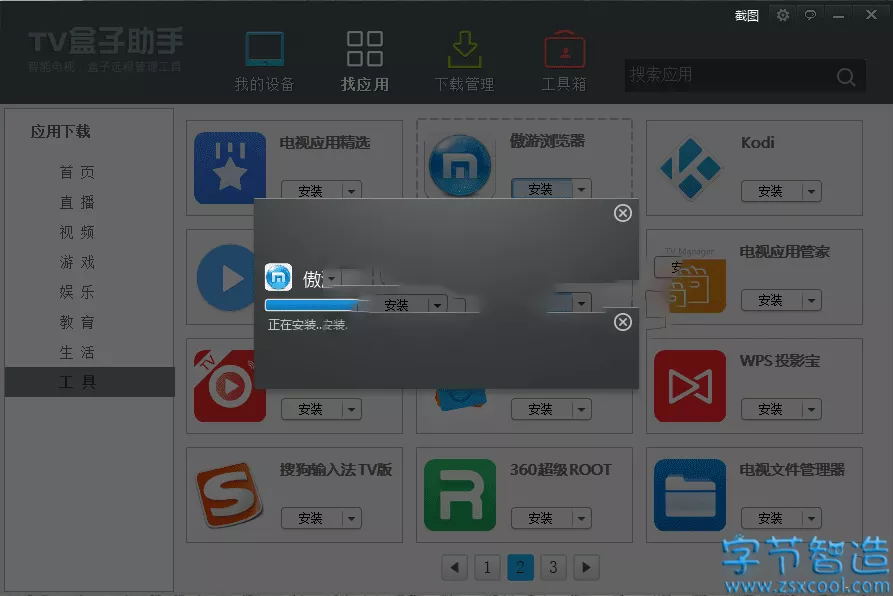 截图
TV盒子助手
智能电视、盒子远程管理工具
我的设备
找应用
下载管理
工具箱
搜索应用
应用下载
首页
直播
视频
游戏
娱乐
教育
生活
工具
电视应用精选
安装
傲游浏览器
安装
Kodi
安装
TV Manager
电视应用管家
安装
傲
安装
正在安装..安装.
TV
安装
安装
WPS投影宝
安装
搜狗输入法TV版
安装
360超级ROOT
安装
电视文件管理器
安装
1
2
3
字节智造
www.zsxcool.com